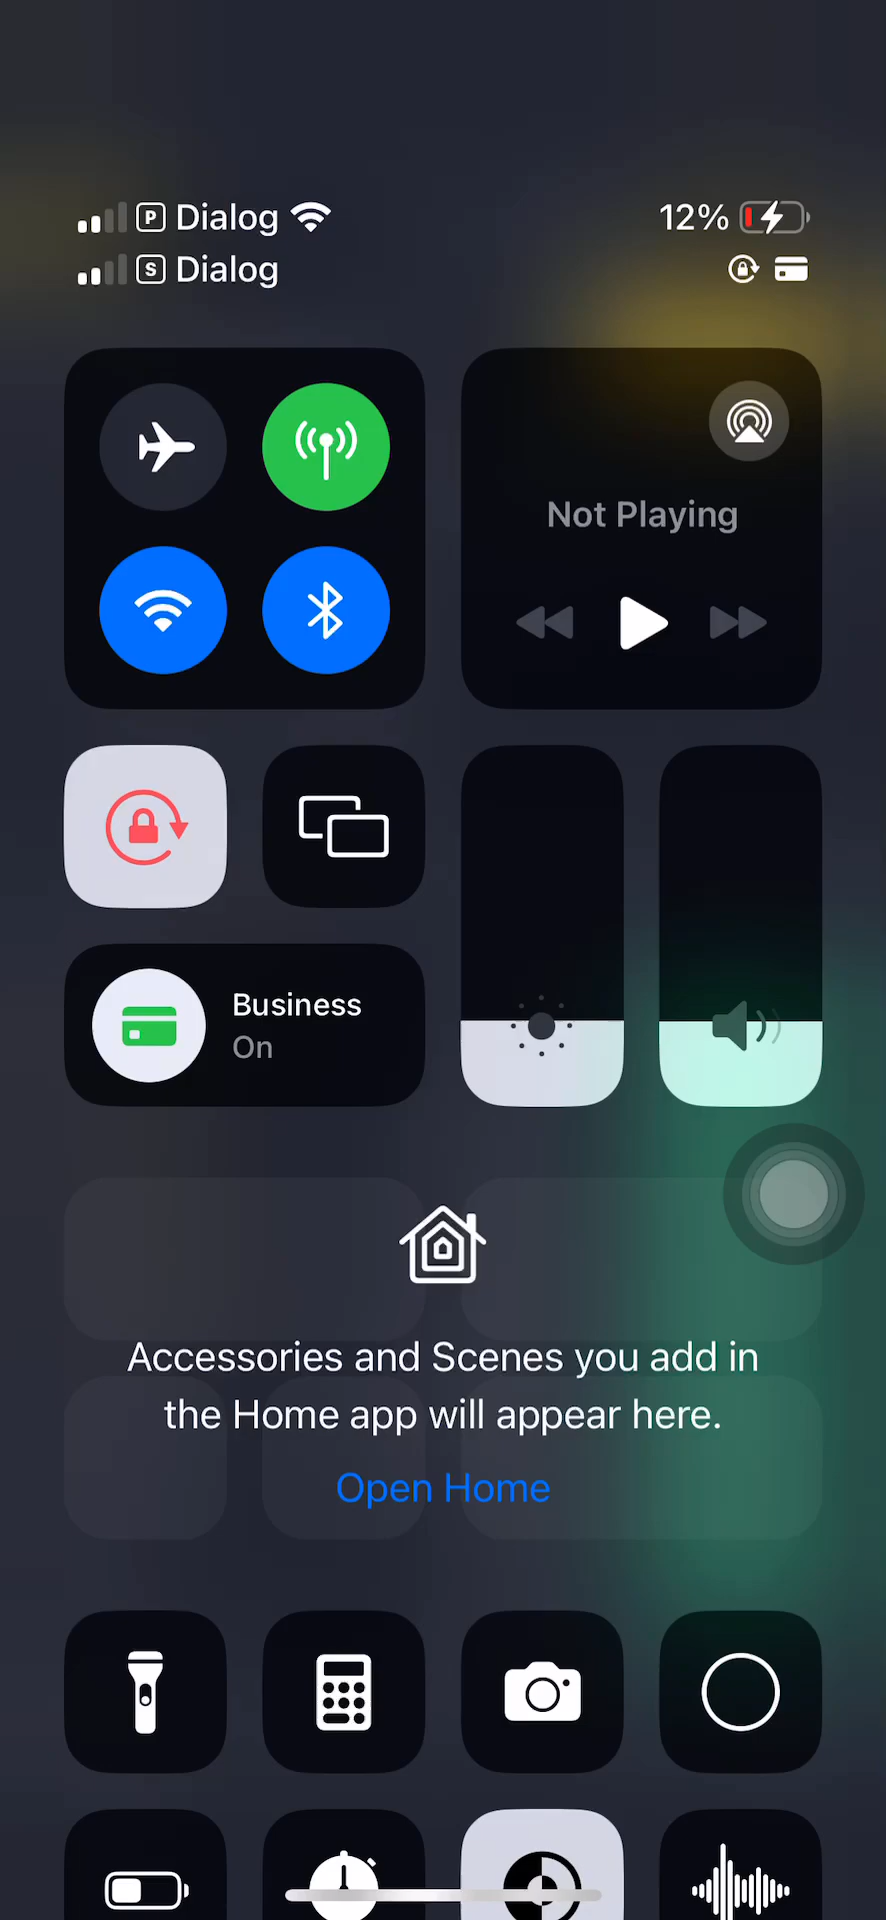 P Dialog
12%
S Dialog
Not Playing
Business
On
Accessories and Scenes you add in
the Home app will appear here.
Open Home